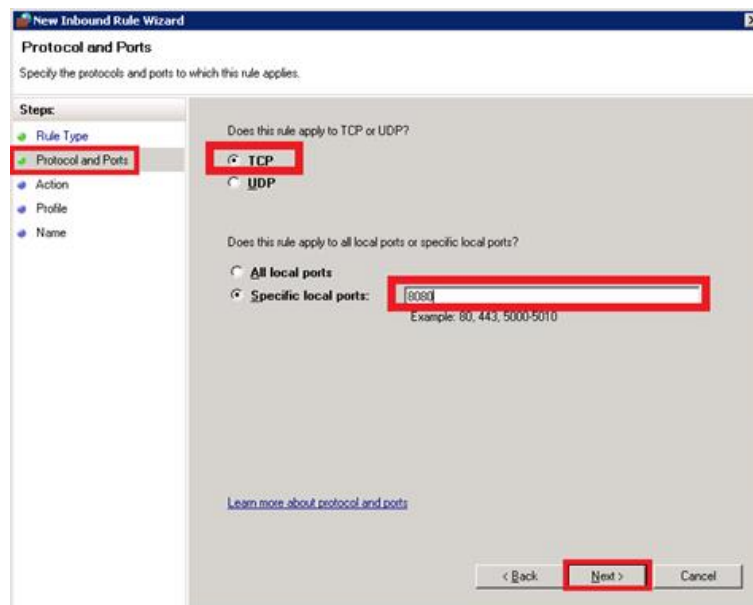 New Inbound Rule Wizard
Protocol and Ports
Specify the protocols and ports to which this rule applies.
Steps:
Rule Type
Protocol and Ports
Action
Profile
Name
Does this rule apply to TCP or UDP?
TCP
UDP
Does this rule apply to all local ports or specific local ports?
All local ports
Specific local ports:
8080
Example: 80, 443, 5000-5010
Learn more about protocol and ports
< Back
Next >
Cancel